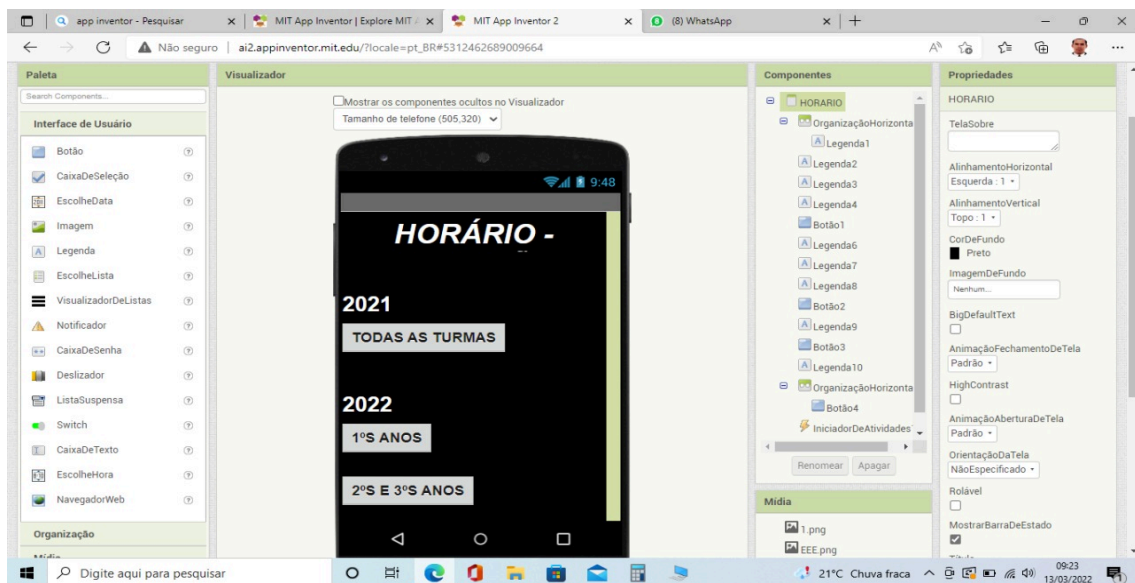 app inventor - Pesquisar
MIT App Inventor | Explore MIT
MIT App Inventor 2
(8) WhatsApp
Não seguro
ai2.appinventor.mit.edu/?locale=pt_BR#5312462689009664
Paleta
Search Components...
Interface de Usuário
Botão
CaixaDeSeleção
EscolheData
Imagem
Legenda
EscolheLista
VisualizadorDeListas
Notificador
CaixaDeSenha
Deslizador
ListaSuspensa
Switch
CaixaDeTexto
EscolheHora
NavegadorWeb
Organização
Mídia
Visualizador
Mostrar os componentes ocultos no Visualizador
Tamanho de telefone (505,320)
9:48
HORÁRIO -
2021
TODAS AS TURMAS
2022
1ºS ANOS
2ºS E 3ºS ANOS
Componentes
HORARIO
OrganizaçãoHorizonta
Legenda1
Legenda2
Legenda3
Legenda4
Botão1
Legenda6
Legenda7
Legenda8
Botão2
Legenda9
Botão3
Legenda10
OrganizaçãoHorizonta
Botão4
IniciadorDeAtividades
Renomear Apagar
Mídia
1.png
EEE.png
Propriedades
HORARIO
TelaSobre
AlinhamentoHorizontal
Esquerda : 1
AlinhamentoVertical
Topo : 1
CorDeFundo
Preto
ImagemDeFundo
Nenhum...
BigDefaultText
AnimaçãoFechamentoDeTela
Padrão
HighContrast
AnimaçãoAberturaDeTela
Padrão
OrientaçãoDaTela
NãoEspecificado
Rolável
MostrarBarraDeEstado
Título
Digite aqui para pesquisar
21°C Chuva fraca
09:23
13/03/2022